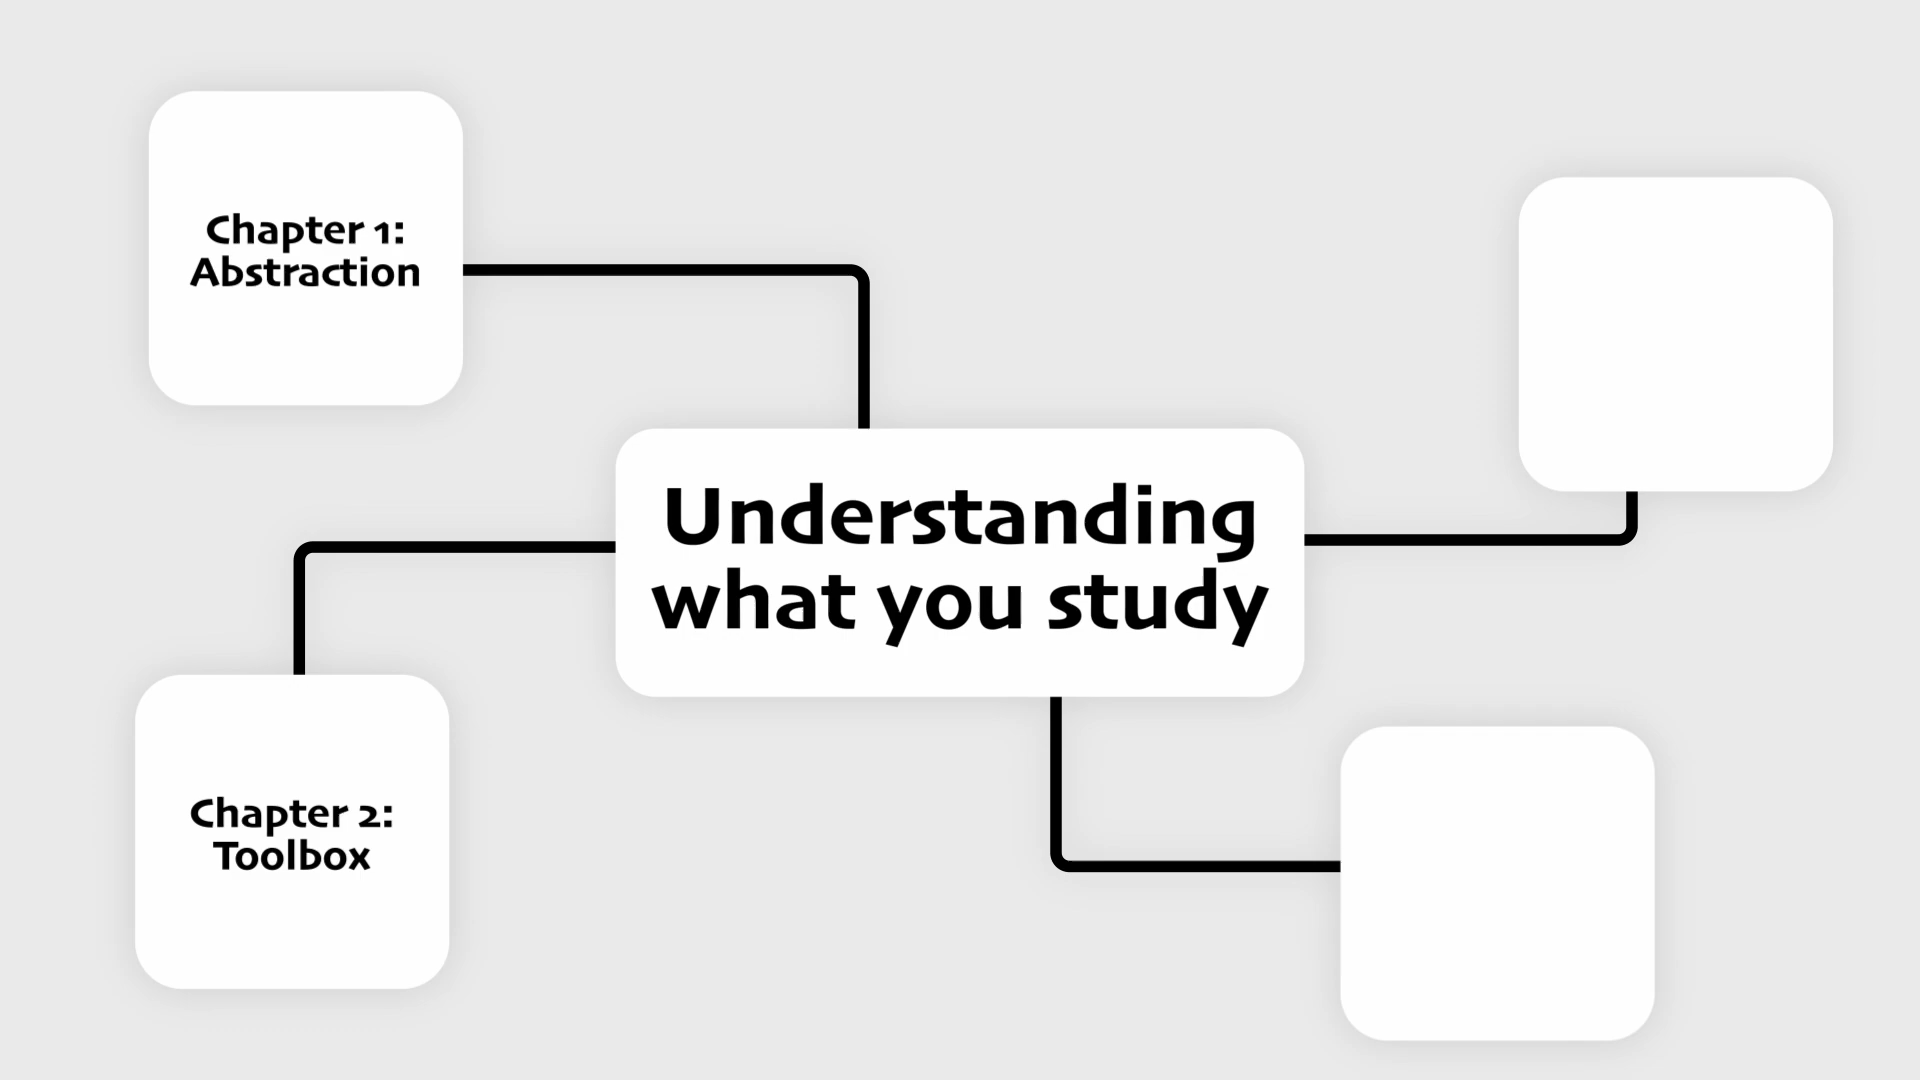 Chapter 1:
Abstraction
Understanding
what you study
Chapter 2:
Toolbox